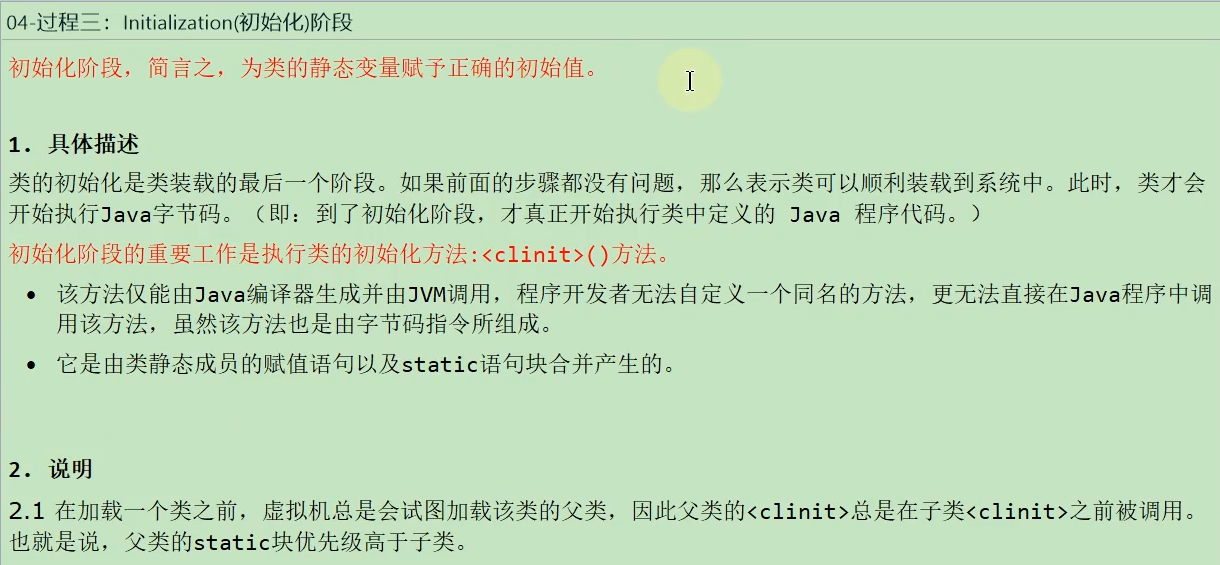 04-过程三：Initialization(初始化)阶段
初始化阶段，简言之，为类的静态变量赋予正确的初始值。
1. 具体描述
类的初始化是类装载的最后一个阶段。如果前面的步骤都没有问题，那么表示类可以顺利装载到系统中。此时，类才会
开始执行Java字节码。（即：到了初始化阶段，才真正开始执行类中定义的 Java 程序代码。）
初始化阶段的重要工作是执行类的初始化方法:<clinit>()方法。
• 该方法仅能由Java编译器生成并由JVM调用，程序开发者无法自定义一个同名的方法，更无法直接在Java程序中调
用该方法，虽然该方法也是由字节码指令所组成。
• 它是由类静态成员的赋值语句以及static语句块合并产生的。
2. 说明
2.1 在加载一个类之前，虚拟机总是会试图加载该类的父类，因此父类的<clinit>总是在子类<clinit>之前被调用。
也就是说，父类的static块优先级高于子类。